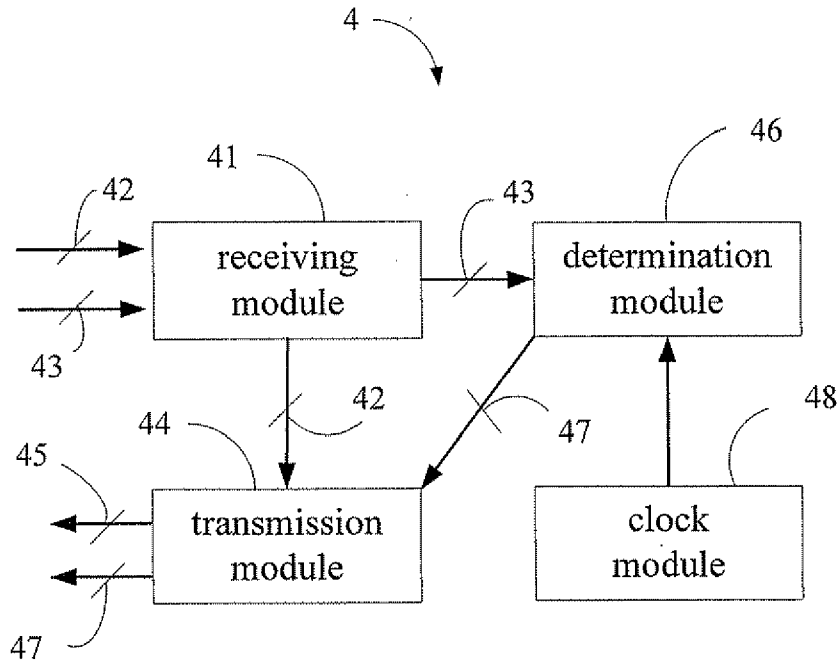 4
46
41
42
43
receiving
module
determination
module
43
42
47
48
44
45
transmission
module
clock
module
47